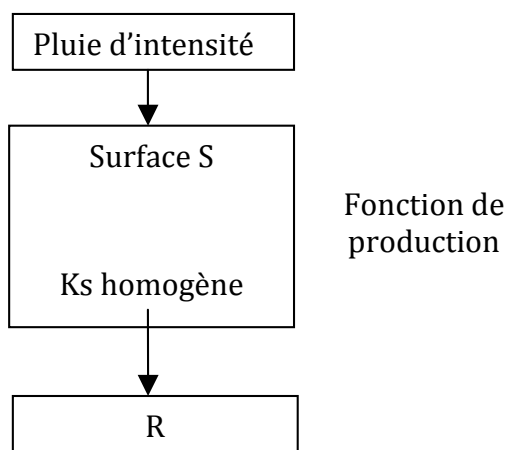 Pluie d’intensité
Surface S
Fonction de
production
Ks homogène
R